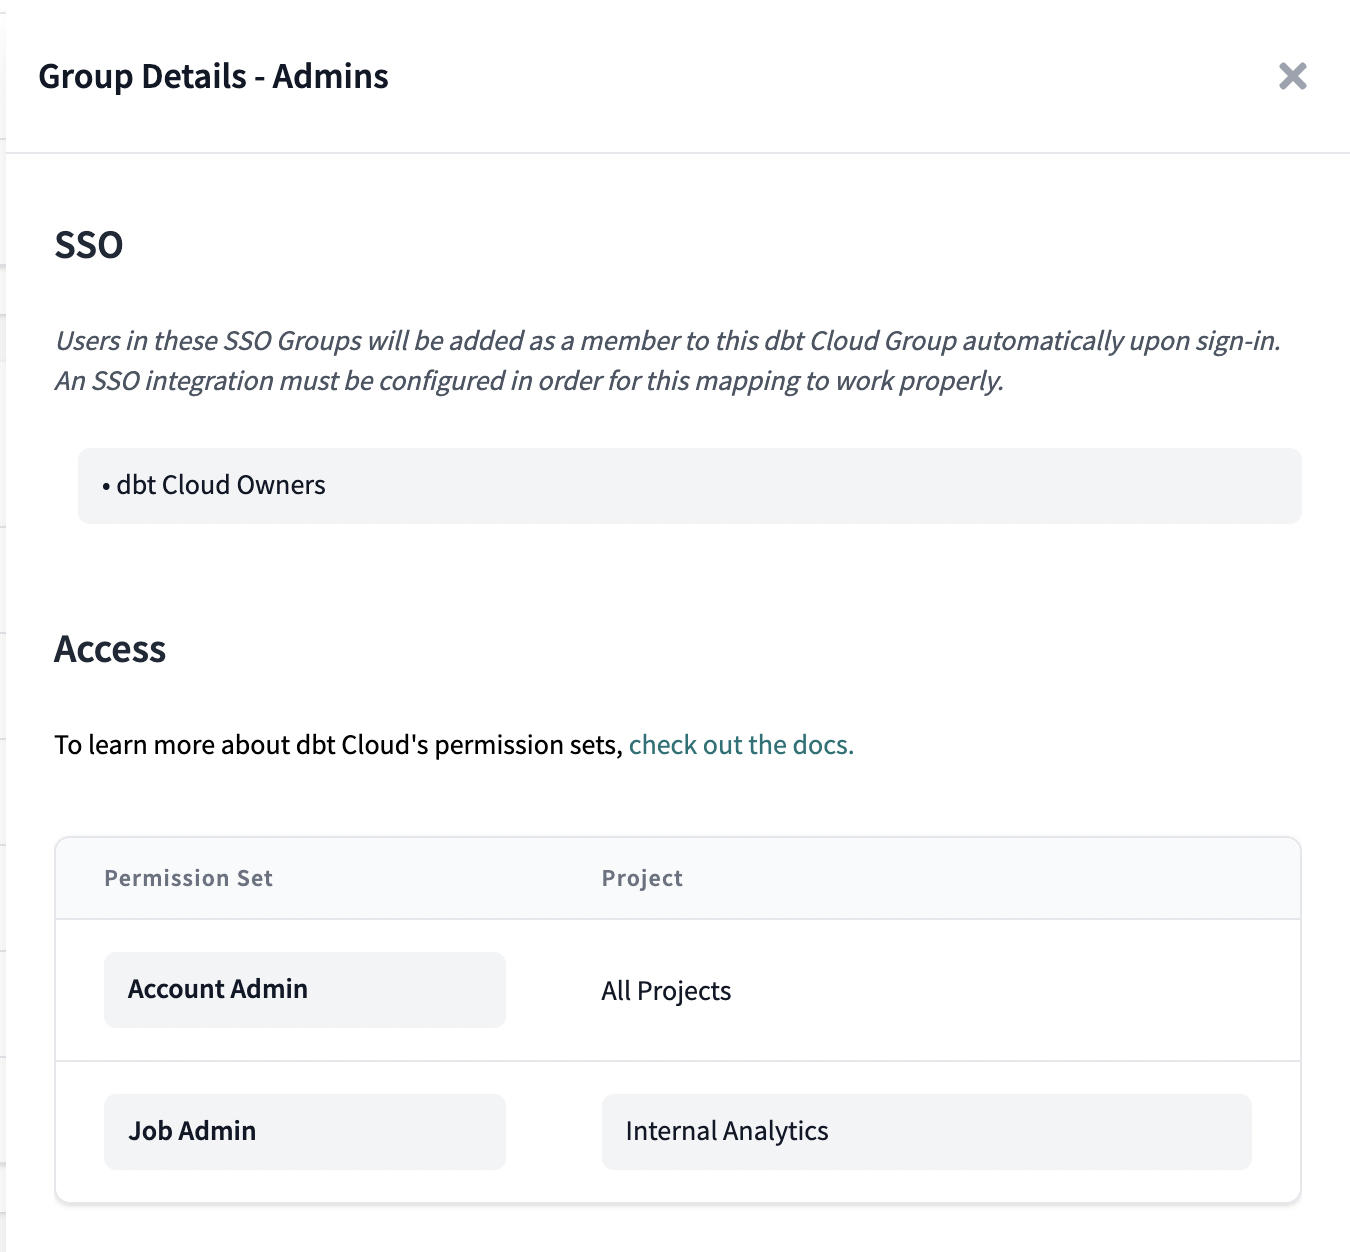 Group Details - Admins
SSO
Users in these SSO Groups will be added as a member to this dbt Cloud Group automatically upon sign-in.
An SSO integration must be configured in order for this mapping to work properly.
• dbt Cloud Owners
Access
To learn more about dbt Cloud's permission sets, check out the docs.
Permission Set Project
Account Admin All Projects
Job Admin Internal Analytics